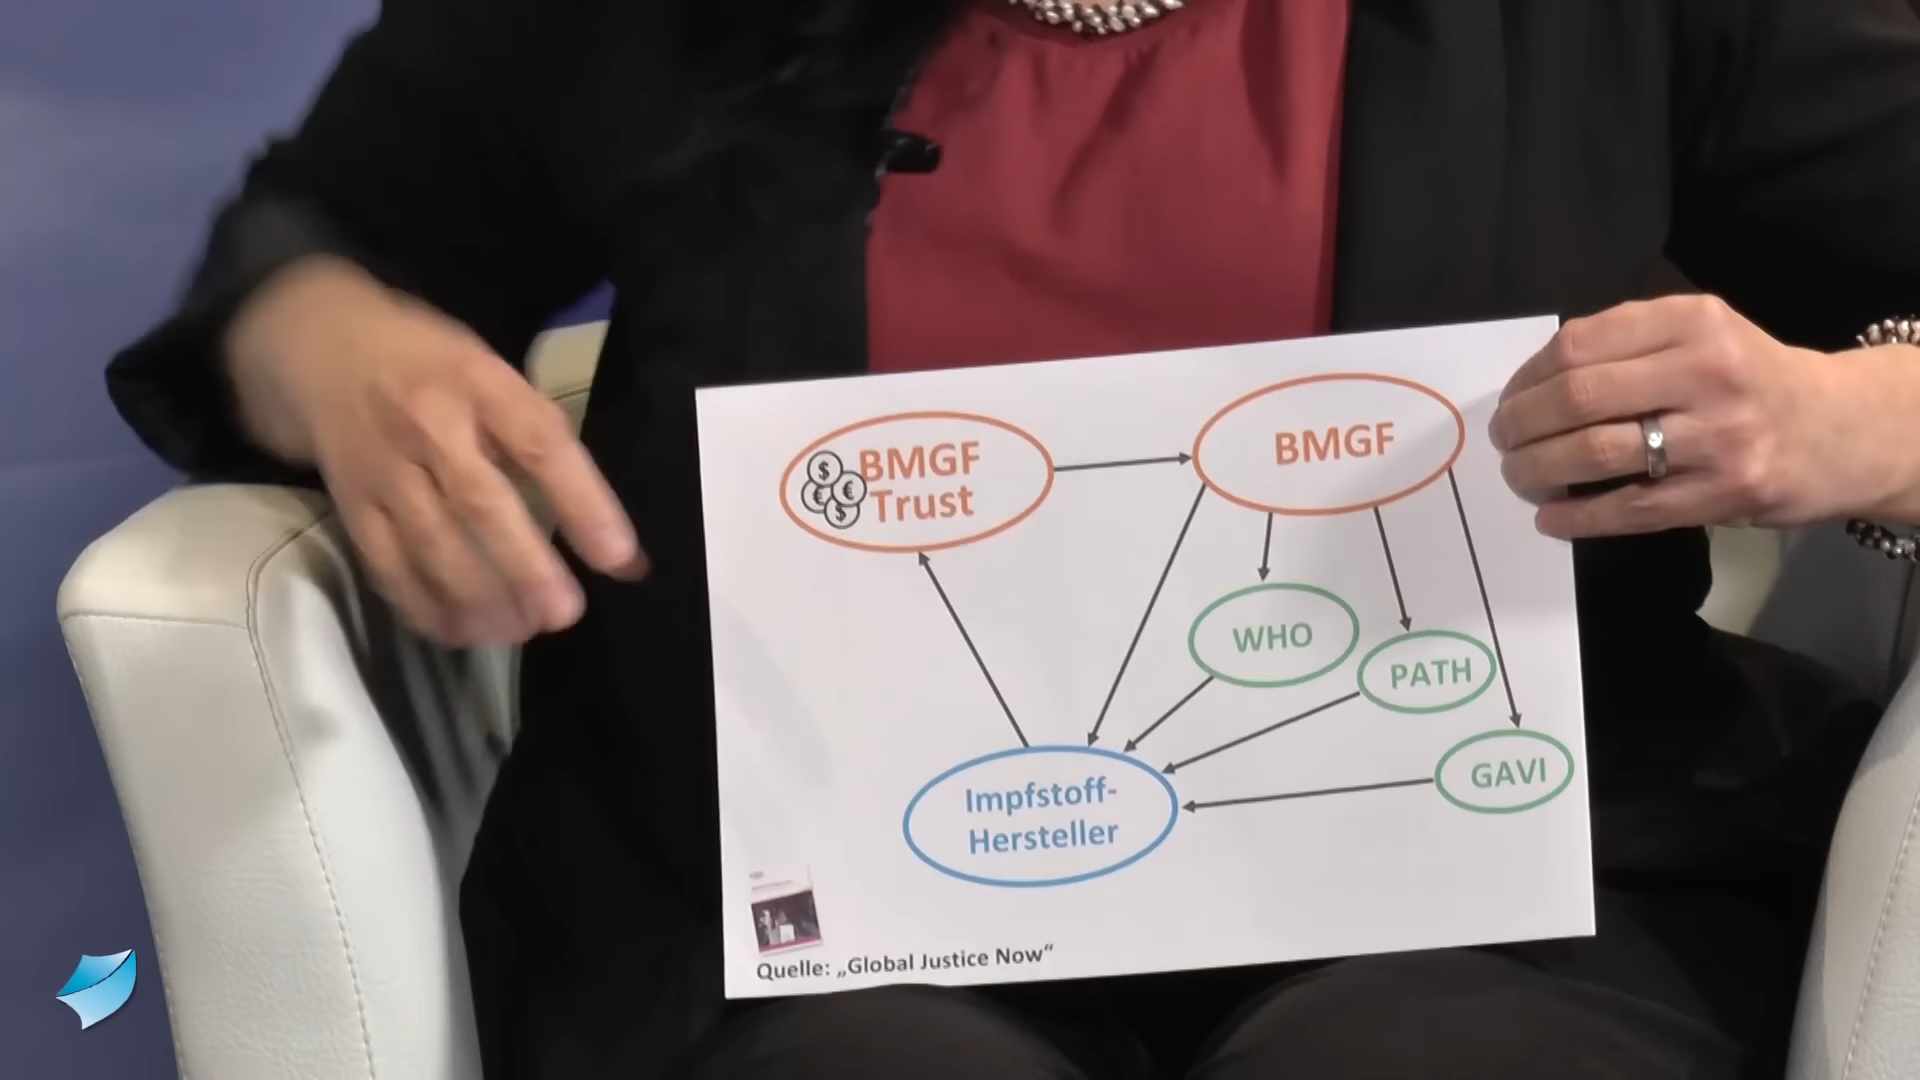 BMGF
Trust
BMGF
WHO
PATH
GAVI
Impfstoff-
Hersteller
Quelle: „Global Justice Now“